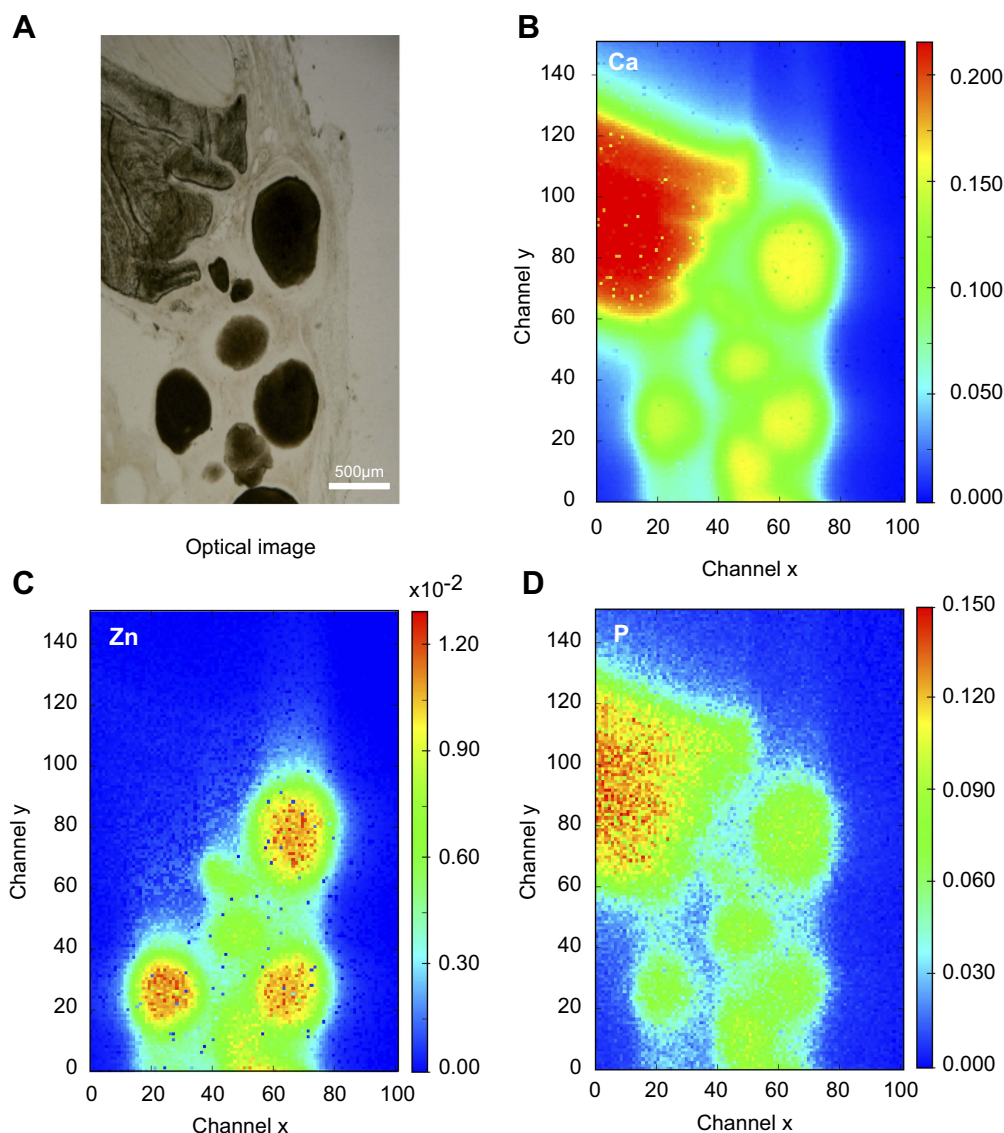 A
500μm
Optical image
B
Ca
Channel y
140
120
100
80
60
40
20
0
0 20 40 60 80 100
Channel x
0.200
0.150
0.100
0.050
0.000
C
x10-2
Zn
Channel y
140
120
100
80
60
40
20
0
0 20 40 60 80 100
Channel x
1.20
0.90
0.60
0.30
0.00
D
P
Channel y
140
120
100
80
60
40
20
0
0 20 40 60 80 100
Channel x
0.150
0.120
0.090
0.060
0.030
0.000